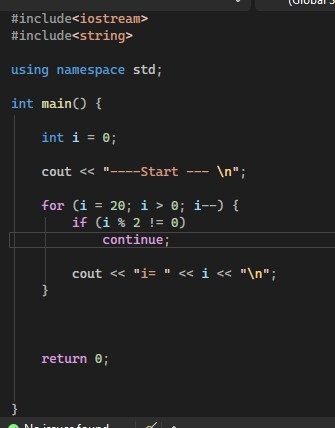 (Global S
#include<iostream>
#include<string>
using namespace std;
int main() {
int i = 0;
cout << "----Start --- \n";
for (i = 20; i > 0; i--) {
if (i % 2 != 0)
continue;
cout << "i= " << i << "\n";
}
return 0;
}
No issues found